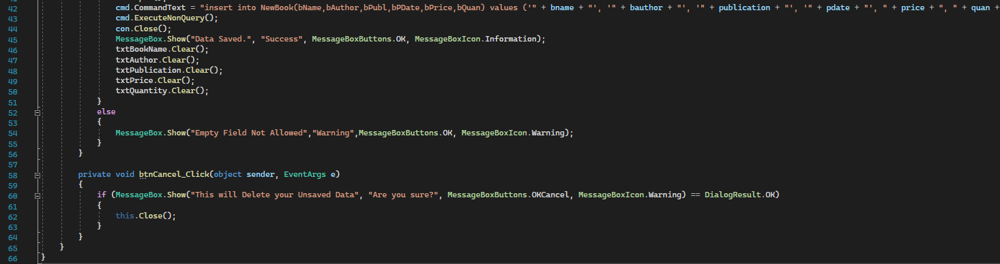 42 cmd.CommandText = "insert into NewBook(bName,bAuthor,bPubl,bPDate,bPrice,bQuan) values ('" + bname + "', '" + bauthor + "', '" + publication + "', '" + pdate + "', " + price + ", " + quan +
43 cmd.ExecuteNonQuery();
44 con.Close();
45 MessageBox.Show("Data Saved.", "Success", MessageBoxButtons.OK, MessageBoxIcon.Information);
46 txtBookName.Clear();
47 txtAuthor.Clear();
48 txtPublication.Clear();
49 txtPrice.Clear();
50 txtQuantity.Clear();
51 }
52 else
53 {
54 MessageBox.Show("Empty Field Not Allowed","Warning",MessageBoxButtons.OK, MessageBoxIcon.Warning);
55 }
56 }
57
58 private void btnCancel_Click(object sender, EventArgs e)
59 {
60 if (MessageBox.Show("This will Delete your Unsaved Data", "Are you sure?", MessageBoxButtons.OKCancel, MessageBoxIcon.Warning) == DialogResult.OK)
61 {
62 this.Close();
63 }
64 }
65 }
66 }